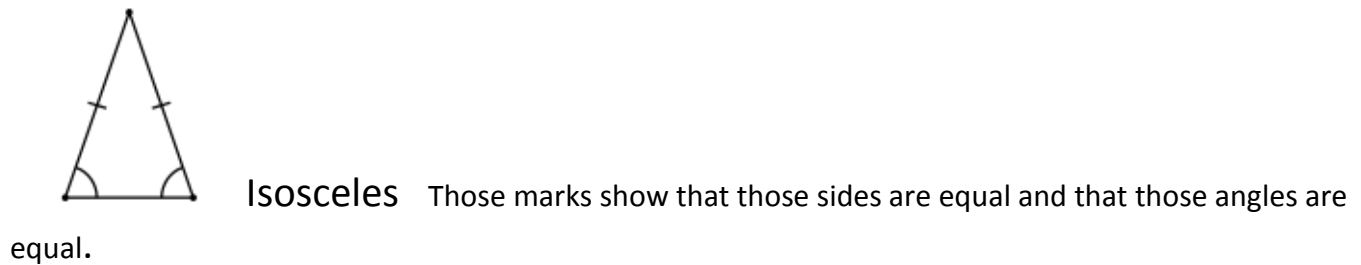 Isosceles Those marks show that those sides are equal and that those angles are
equal.